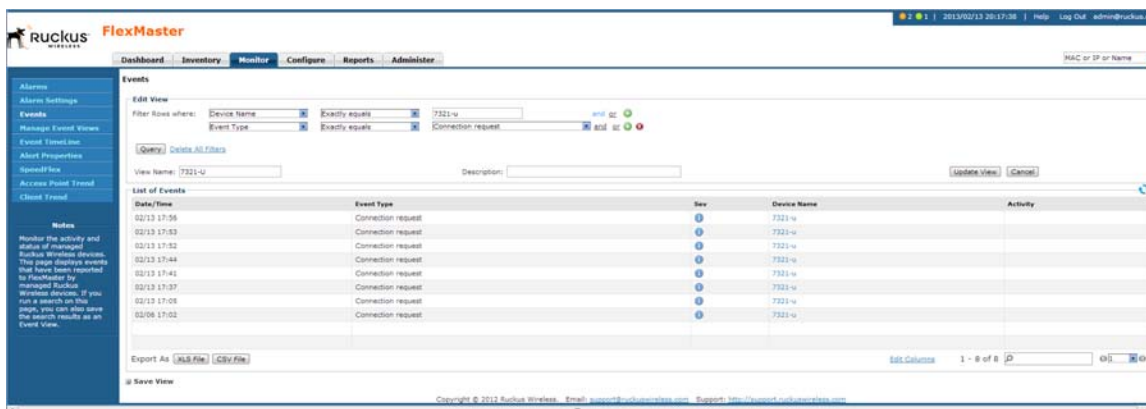 2 1 | 2013/02/13 20:17:38 | Help Log Out admin@ruckus.
Ruckus WIRELESS FlexMaster
Dashboard Inventory Monitor Configure Reports Administer MAC or IP or Name
Events
Alarms
Alarm Settings
Events
Manage Event Views
Event TimeLine
Alert Properties
SpeedFlex
Access Point Trend
Client Trend
Notes
Monitor the activity and
status of managed
Ruckus Wireless devices.
This page displays events
that have been reported
to FlexMaster by
managed Ruckus
Wireless devices. If you
run a search on this
page, you can also save
the search results as an
Event View.
Edit View
Filter Rows where: Device Name Exactly equals 7321-u and or
Event Type Exactly equals Connection request and or
Query Delete All Filters
View Name: 7321-U Description: Update View Cancel
List of Events
Date/Time Event Type Sev Device Name Activity
02/13 17:56 Connection request 7321-u
02/13 17:53 Connection request 7321-u
02/13 17:52 Connection request 7321-u
02/13 17:44 Connection request 7321-u
02/13 17:41 Connection request 7321-u
02/13 17:37 Connection request 7321-u
02/13 17:05 Connection request 7321-u
02/06 17:02 Connection request 7321-u
Export As XLS File CSV File Edit Columns 1 - 8 of 8 1
Save View
Copyright © 2012 Ruckus Wireless. Email: support@ruckuswireless.com Support: http://support.ruckuswireless.com